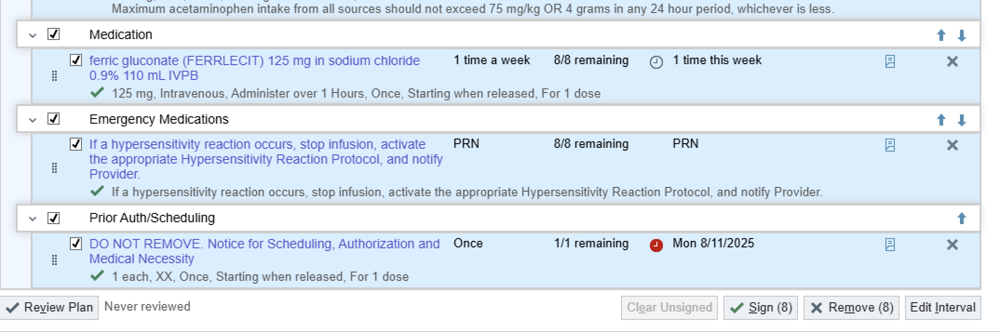 Maximum acetaminophen intake from all sources should not exceed 75 mg/kg OR 4 grams in any 24 hour period, whichever is less.
Medication
ferric gluconate (FERRLECIT) 125 mg in sodium chloride 1 time a week 8/8 remaining 1 time this week
0.9% 110 mL IVPB
125 mg, Intravenous, Administer over 1 Hours, Once, Starting when released, For 1 dose
Emergency Medications
If a hypersensitivity reaction occurs, stop infusion, activate PRN 8/8 remaining PRN
the appropriate Hypersensitivity Reaction Protocol, and notify
Provider.
If a hypersensitivity reaction occurs, stop infusion, activate the appropriate Hypersensitivity Reaction Protocol, and notify Provider.
Prior Auth/Scheduling
DO NOT REMOVE. Notice for Scheduling, Authorization and Once 1/1 remaining Mon 8/11/2025
Medical Necessity
1 each, XX, Once, Starting when released, For 1 dose
Review Plan Never reviewed Clear Unsigned Sign (8) Remove (8) Edit Interval